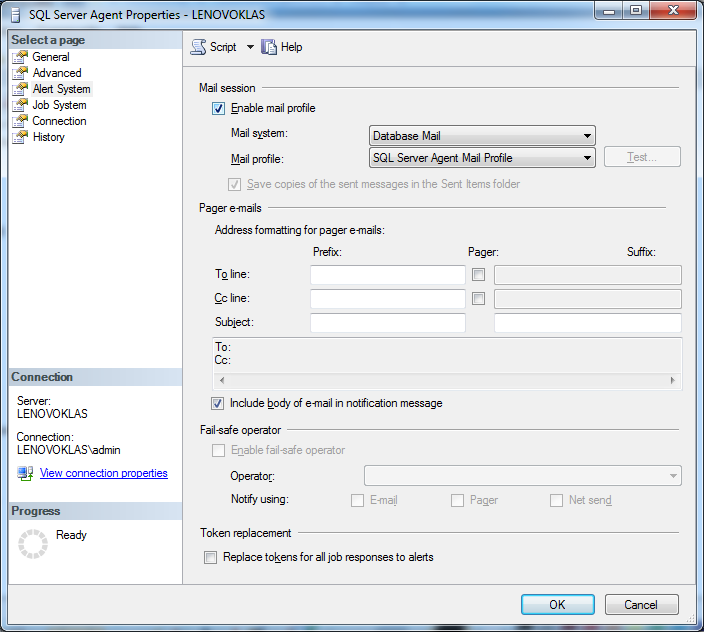 SQL Server Agent Properties - LENOVOKLAS
Select a page
General
Advanced
Alert System
Job System
Connection
History
Script
Help
Mail session
Enable mail profile
Mail system:
Database Mail
Mail profile:
SQL Server Agent Mail Profile
Test...
Save copies of the sent messages in the Sent Items folder
Pager e-mails
Address formatting for pager e-mails:
Prefix: Pager: Suffix:
To line:
Cc line:
Subject:
To:
Cc:
Include body of e-mail in notification message
Fail-safe operator
Enable fail-safe operator
Operator:
Notify using:
E-mail Pager Net send
Token replacement
Replace tokens for all job responses to alerts
Connection
Server:
LENOVOKLAS
Connection:
LENOVOKLAS\admin
View connection properties
Progress
Ready
OK Cancel